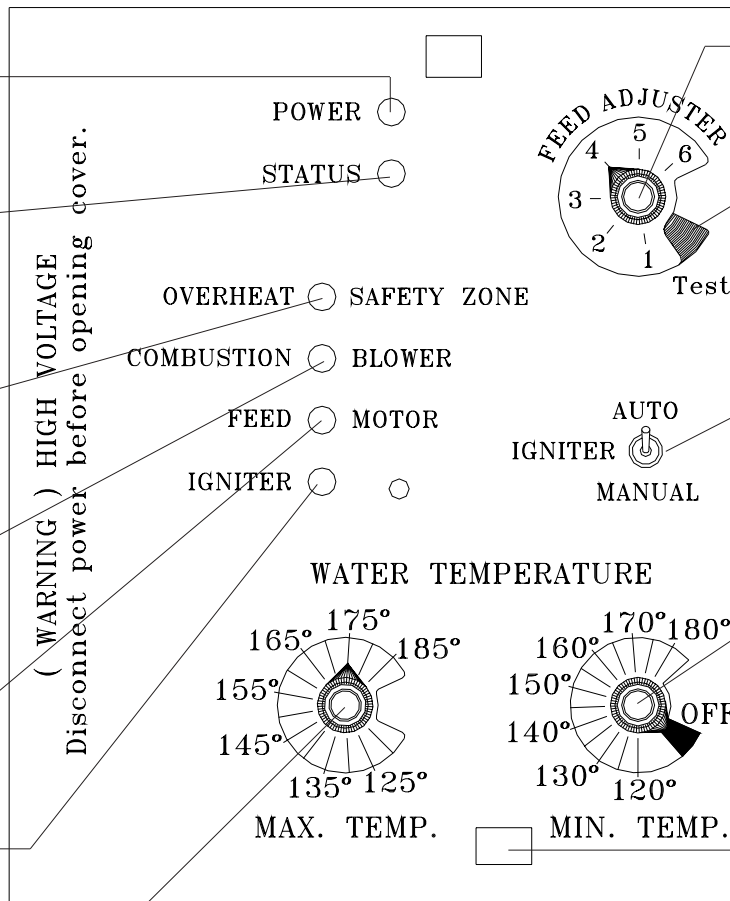 POWER
STATUS
FEED ADJUSTER
1
2
3
4
5
6
Test
( WARNING ) HIGH VOLTAGE
Disconnect power before opening cover.
OVERHEAT SAFETY ZONE
COMBUSTION BLOWER
FEED MOTOR
IGNITER
AUTO
IGNITER
MANUAL
WATER TEMPERATURE
125°
135°
145°
155°
165°
175°
185°
MAX. TEMP.
120°
130°
140°
150°
160°
170°
180°
OFF
MIN. TEMP.